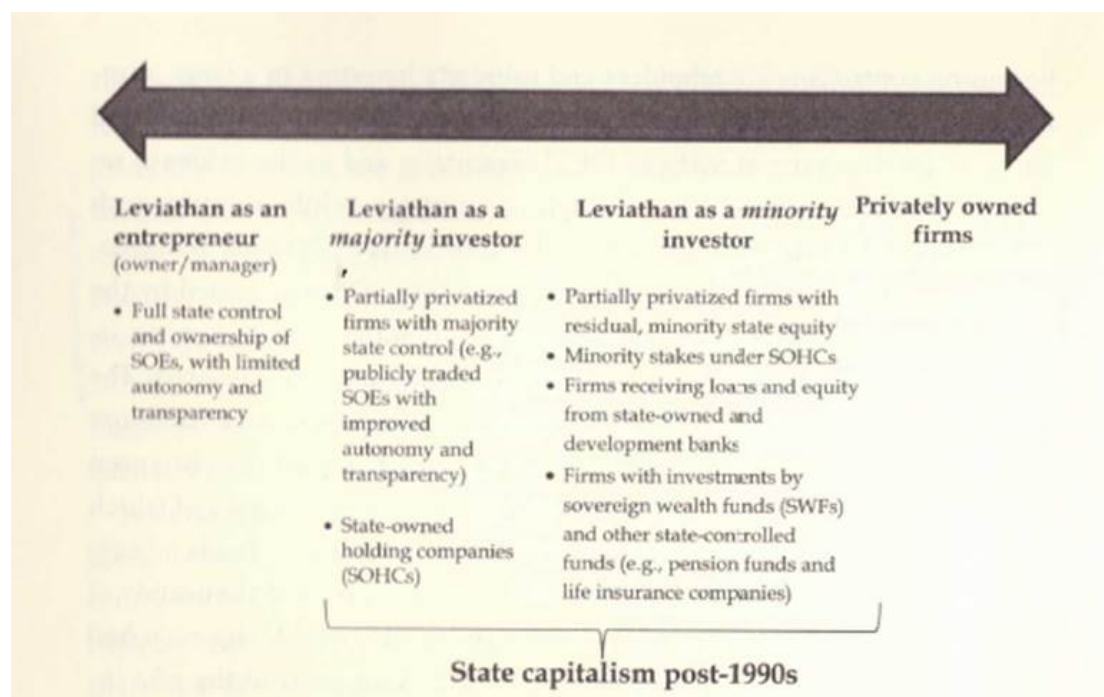 Leviathan as an
entrepreneur
(owner/manager)
• Full state control
and ownership of
SOEs, with limited
autonomy and
transparency
Leviathan as a
majority investor
• Partially privatized
firms with majority
state control (e.g.,
publicly traded
SOEs with
improved
autonomy and
transparency)
• State-owned
holding companies
(SOHCs)
Leviathan as a minority
investor
• Partially privatized firms with
residual, minority state equity
• Minority stakes under SOHCs
• Firms receiving loans and equity
from state-owned and
development banks
• Firms with investments by
sovereign wealth funds (SWFs)
and other state-controlled
funds (e.g., pension funds and
life insurance companies)
Privately owned
firms
State capitalism post-1990s